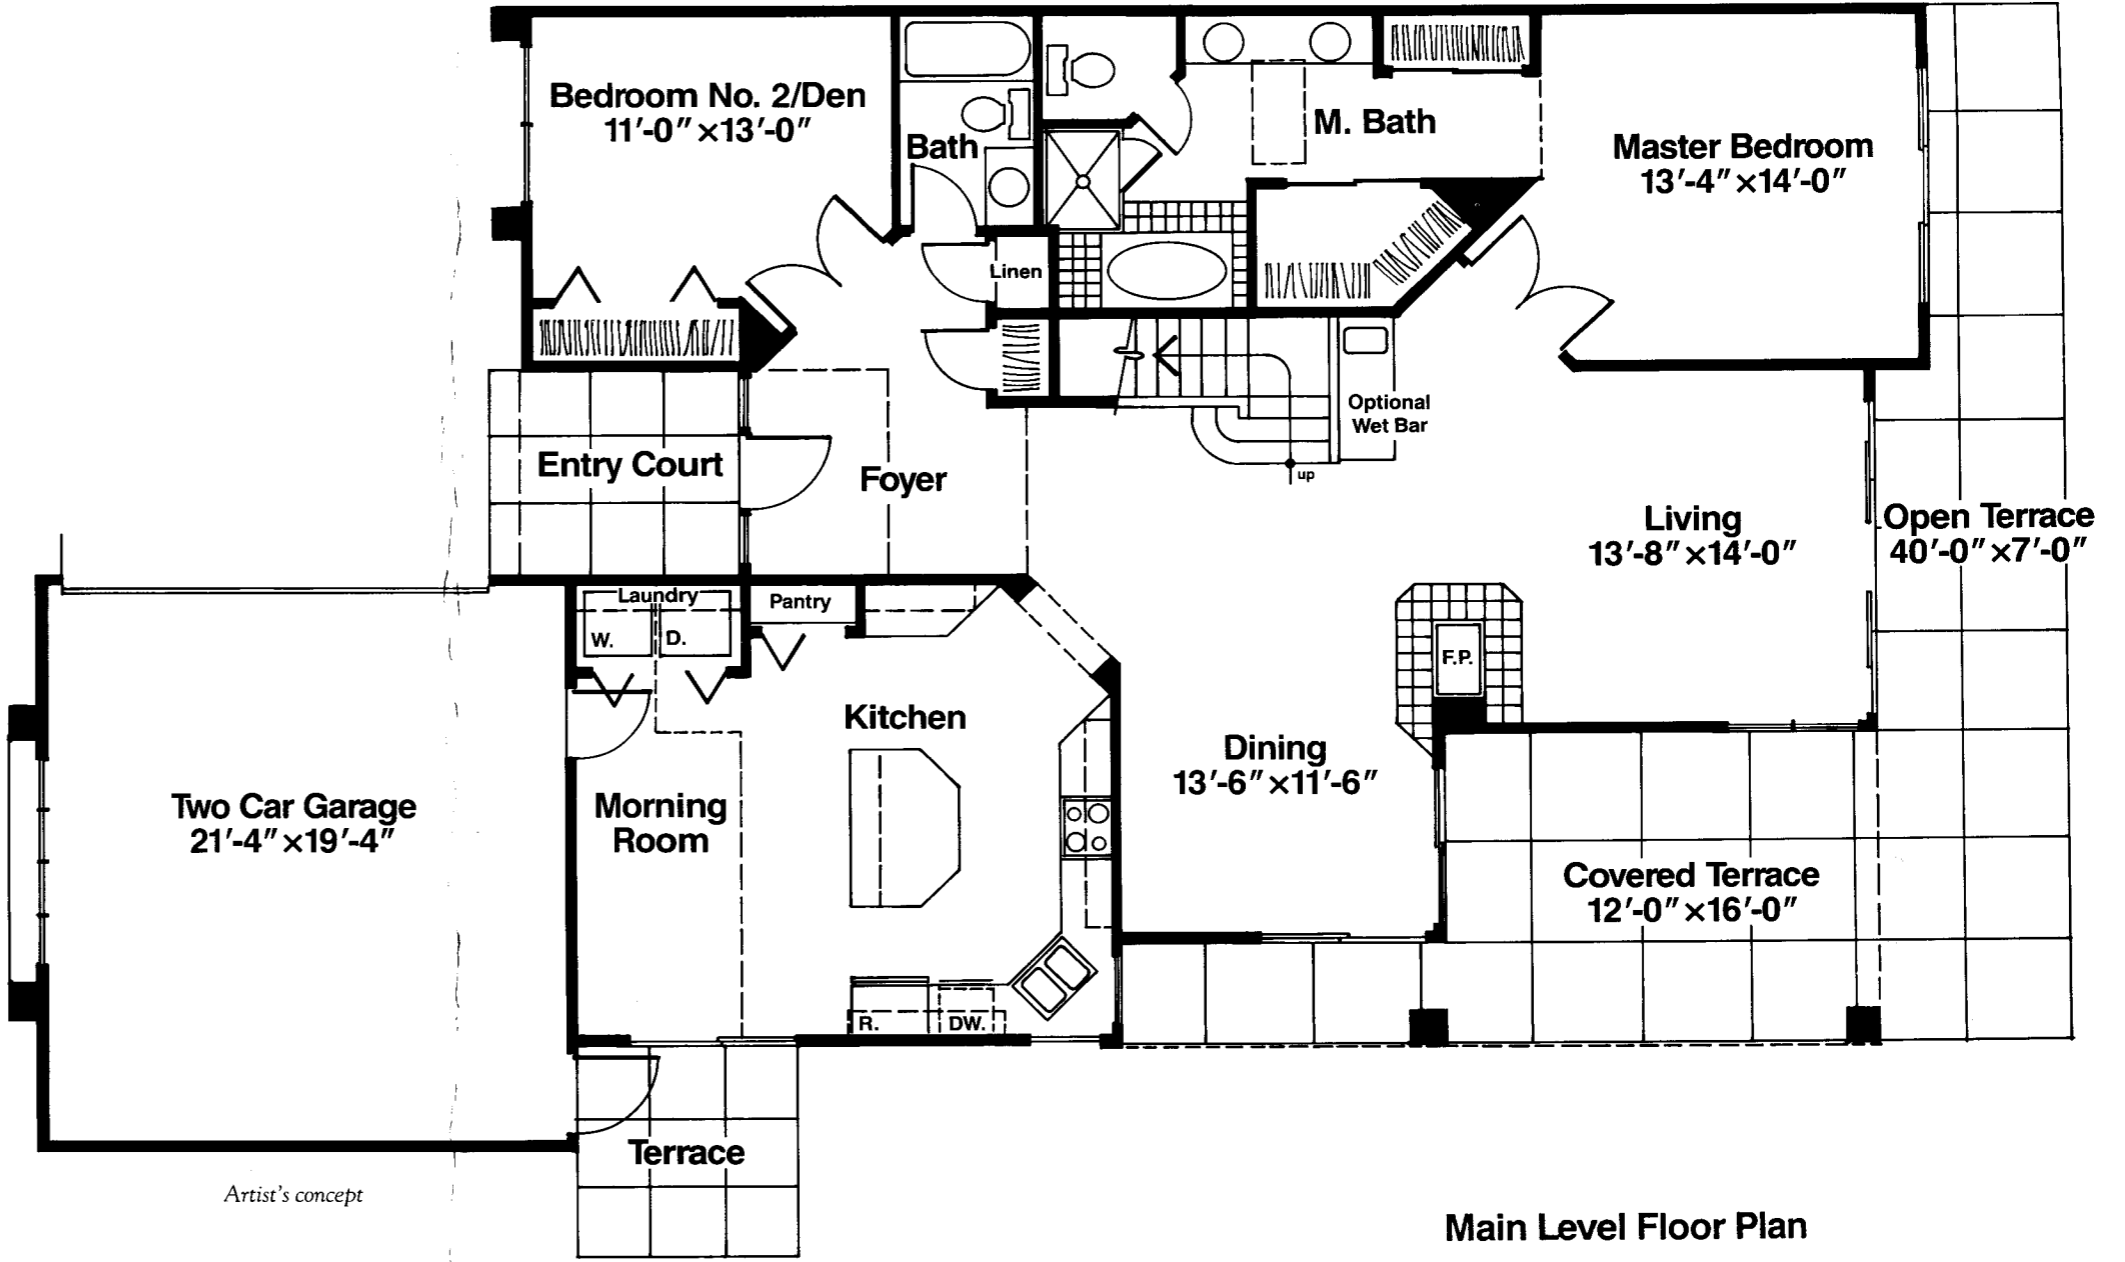 Bedroom No. 2/Den
11′-0″×13′-0″
Bath
M. Bath
Master Bedroom
13′-4″×14′-0″
Linen
Optional
Wet Bar
up
Entry Court
Foyer
Living
13′-8″×14′-0″
Open Terrace
40′-0″×7′-0″
Laundry
W.
D.
Pantry
F.P.
Kitchen
Dining
13′-6″×11′-6″
Two Car Garage
21′-4″×19′-4″
Morning
Room
Covered Terrace
12′-0″×16′-0″
R.
DW.
Terrace
Artist's concept
Main Level Floor Plan